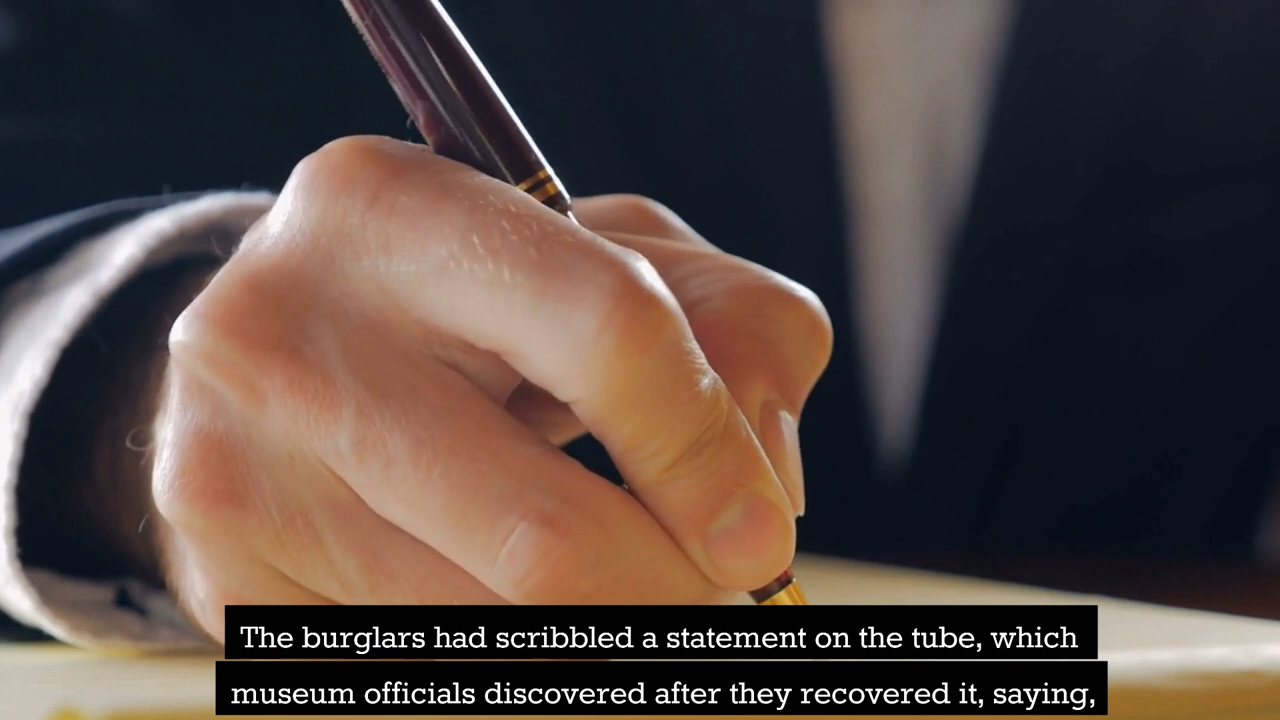 The burglars had scribbled a statement on the tube, which
museum officials discovered after they recovered it, saying,